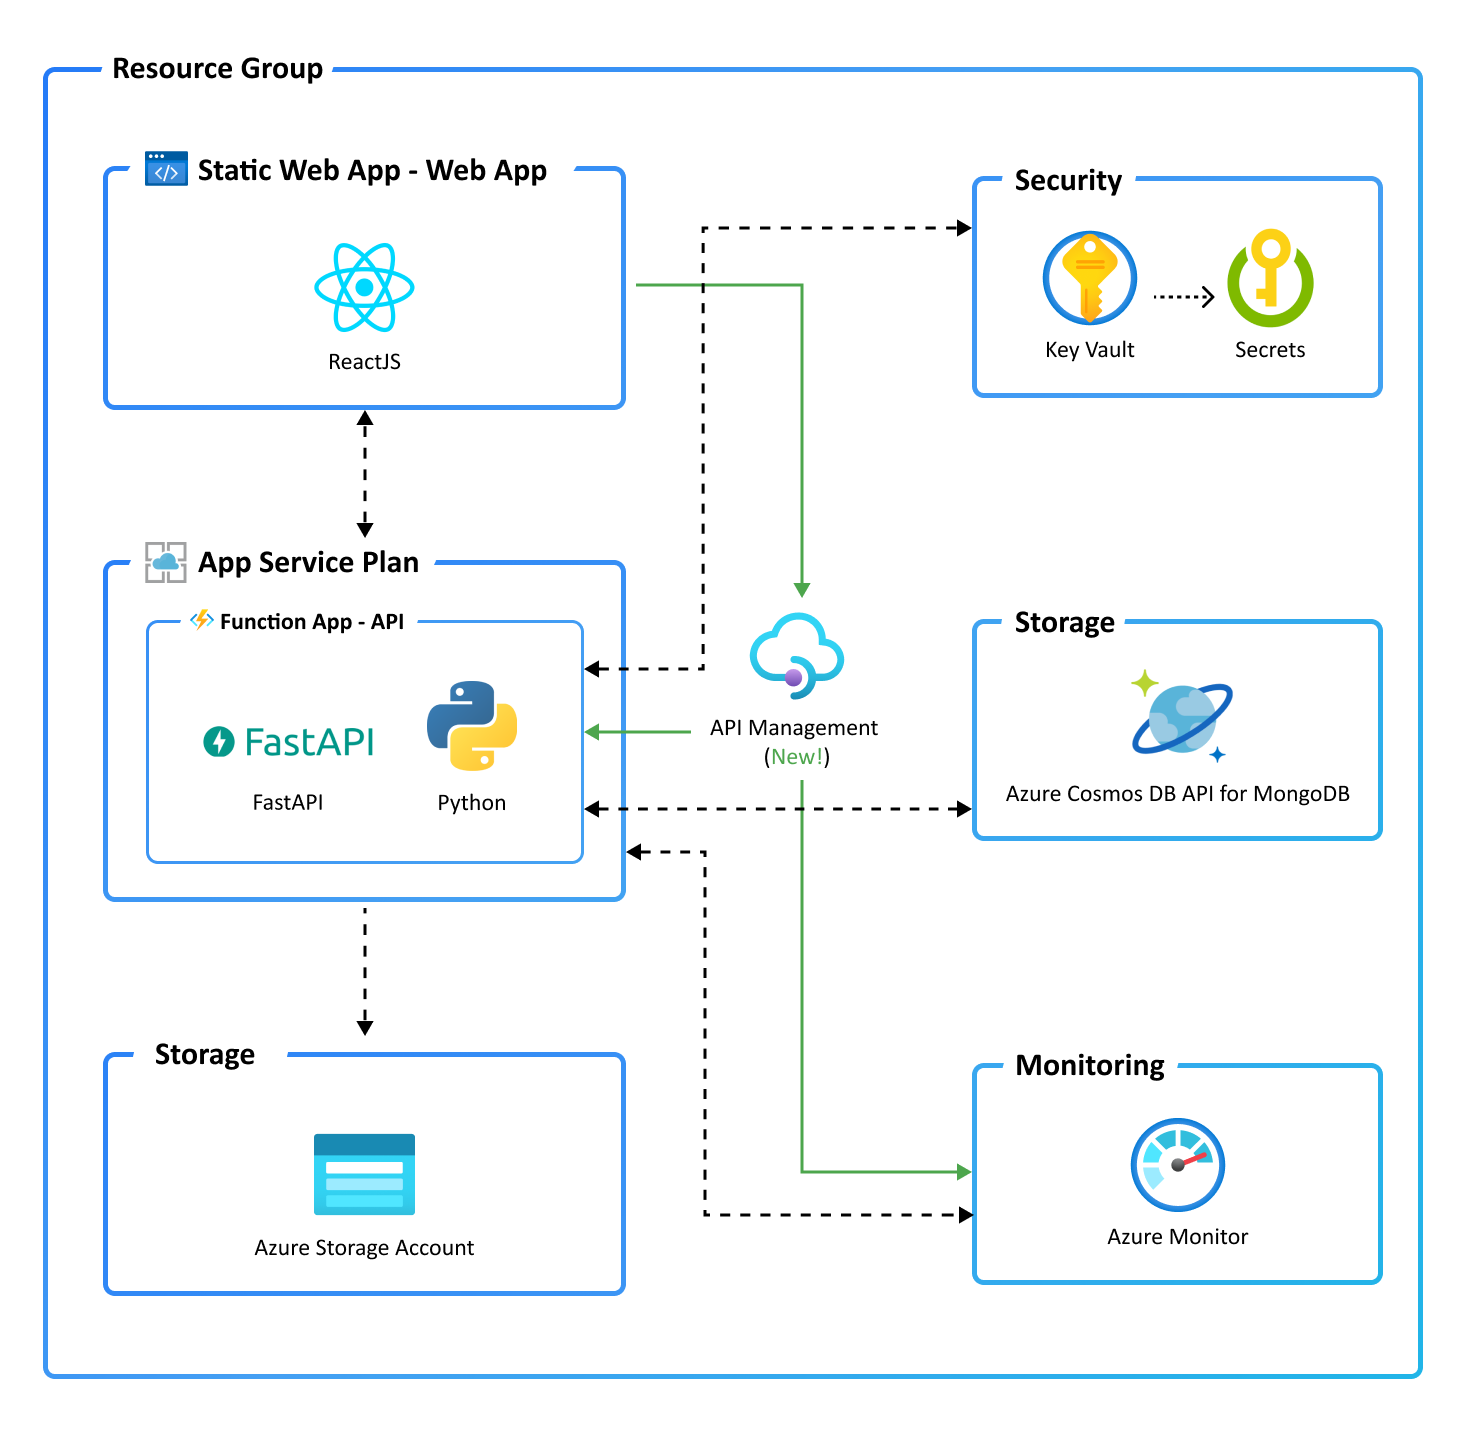 Resource Group
Static Web App - Web App
ReactJS
Security
Key Vault
Secrets
App Service Plan
Function App - API
FastAPI
FastAPI
Python
API Management
(New!)
Storage
Azure Cosmos DB API for MongoDB
Storage
Azure Storage Account
Monitoring
Azure Monitor